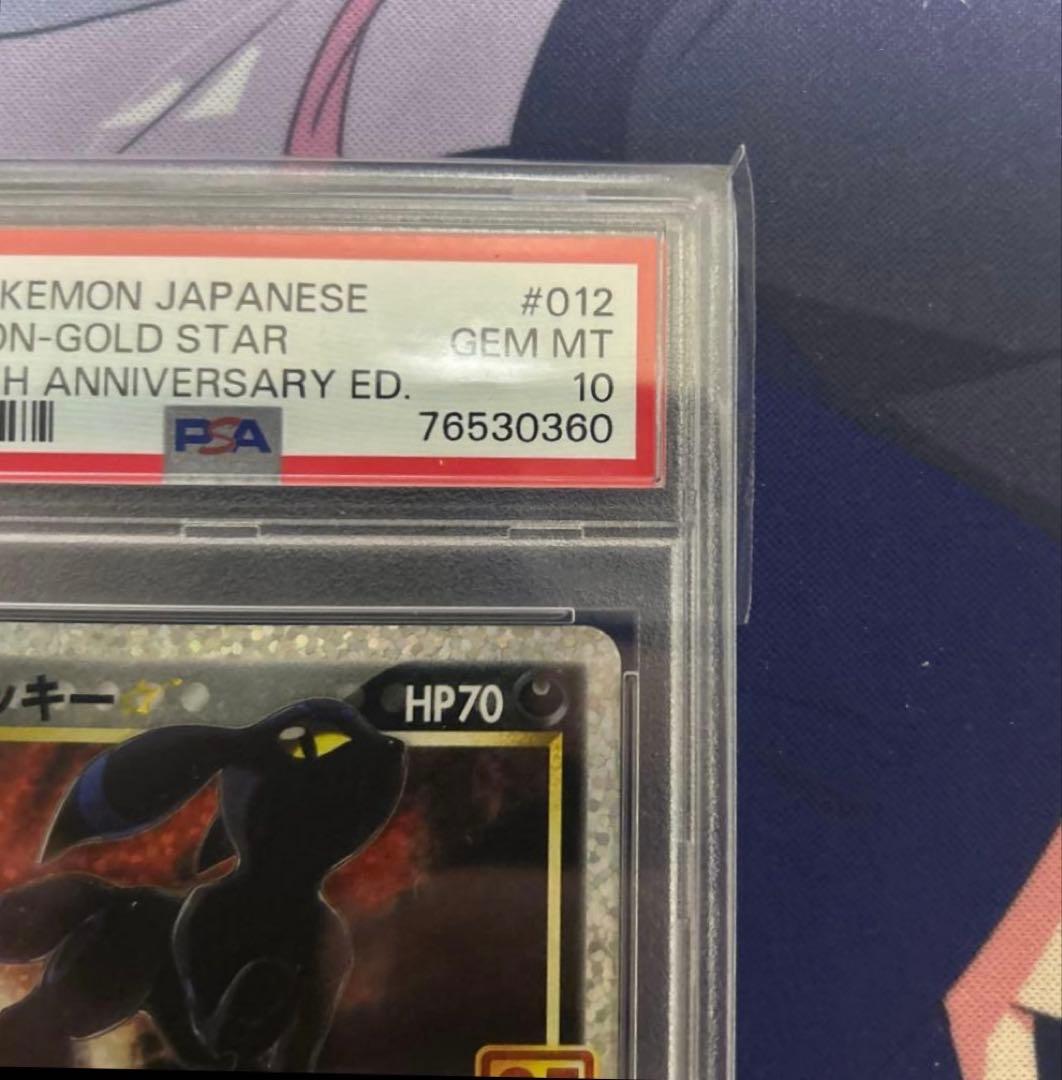 KEMON JAPANESE #012
ON-GOLD STAR GEM MT
H ANNIVERSARY ED. 10
PSA 76530360
ッキー☆ HP70